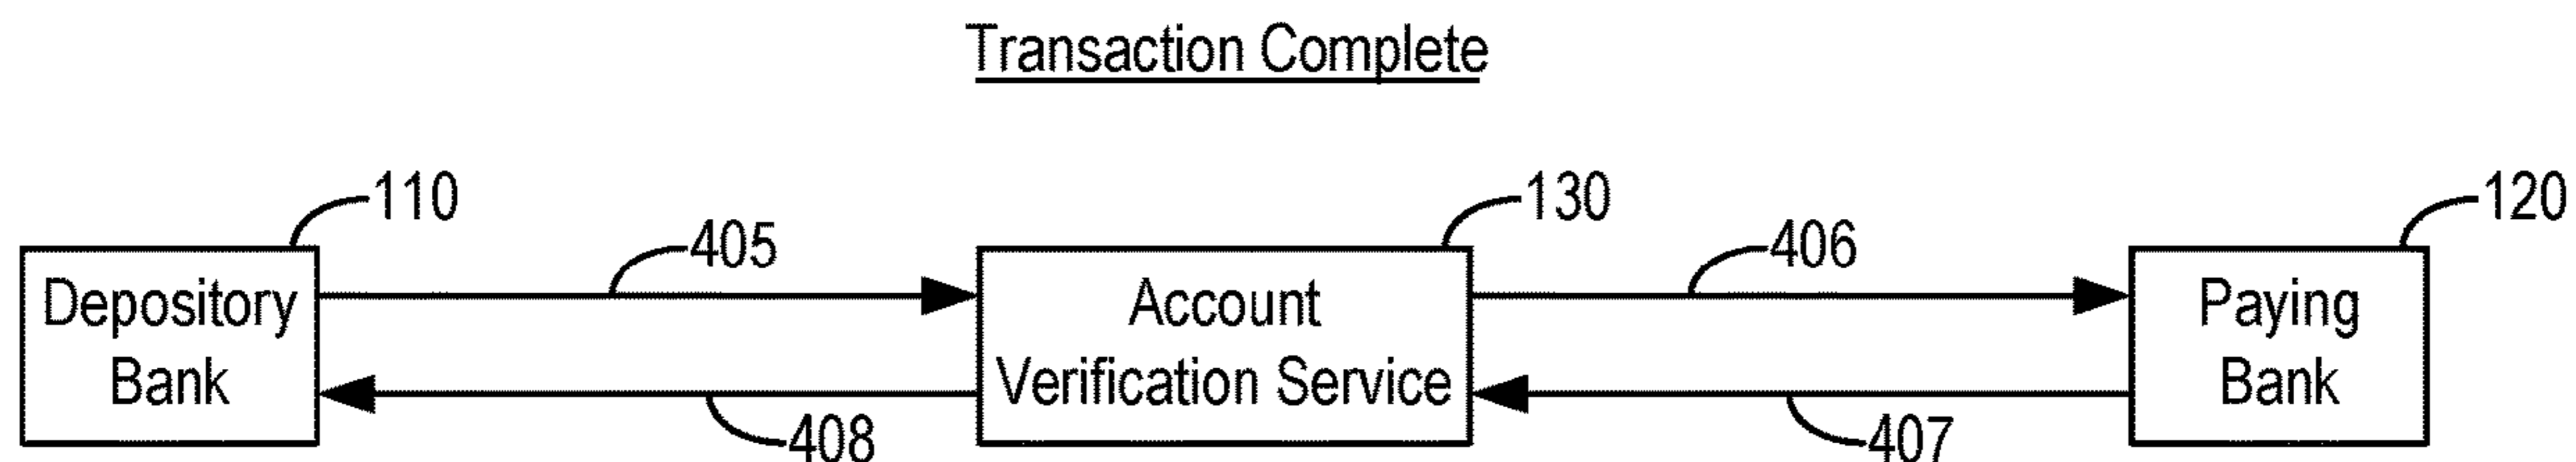 Transaction Complete
110
130
120
405
406
Depository
Bank
Account
Verification Service
Paying
Bank
408
407